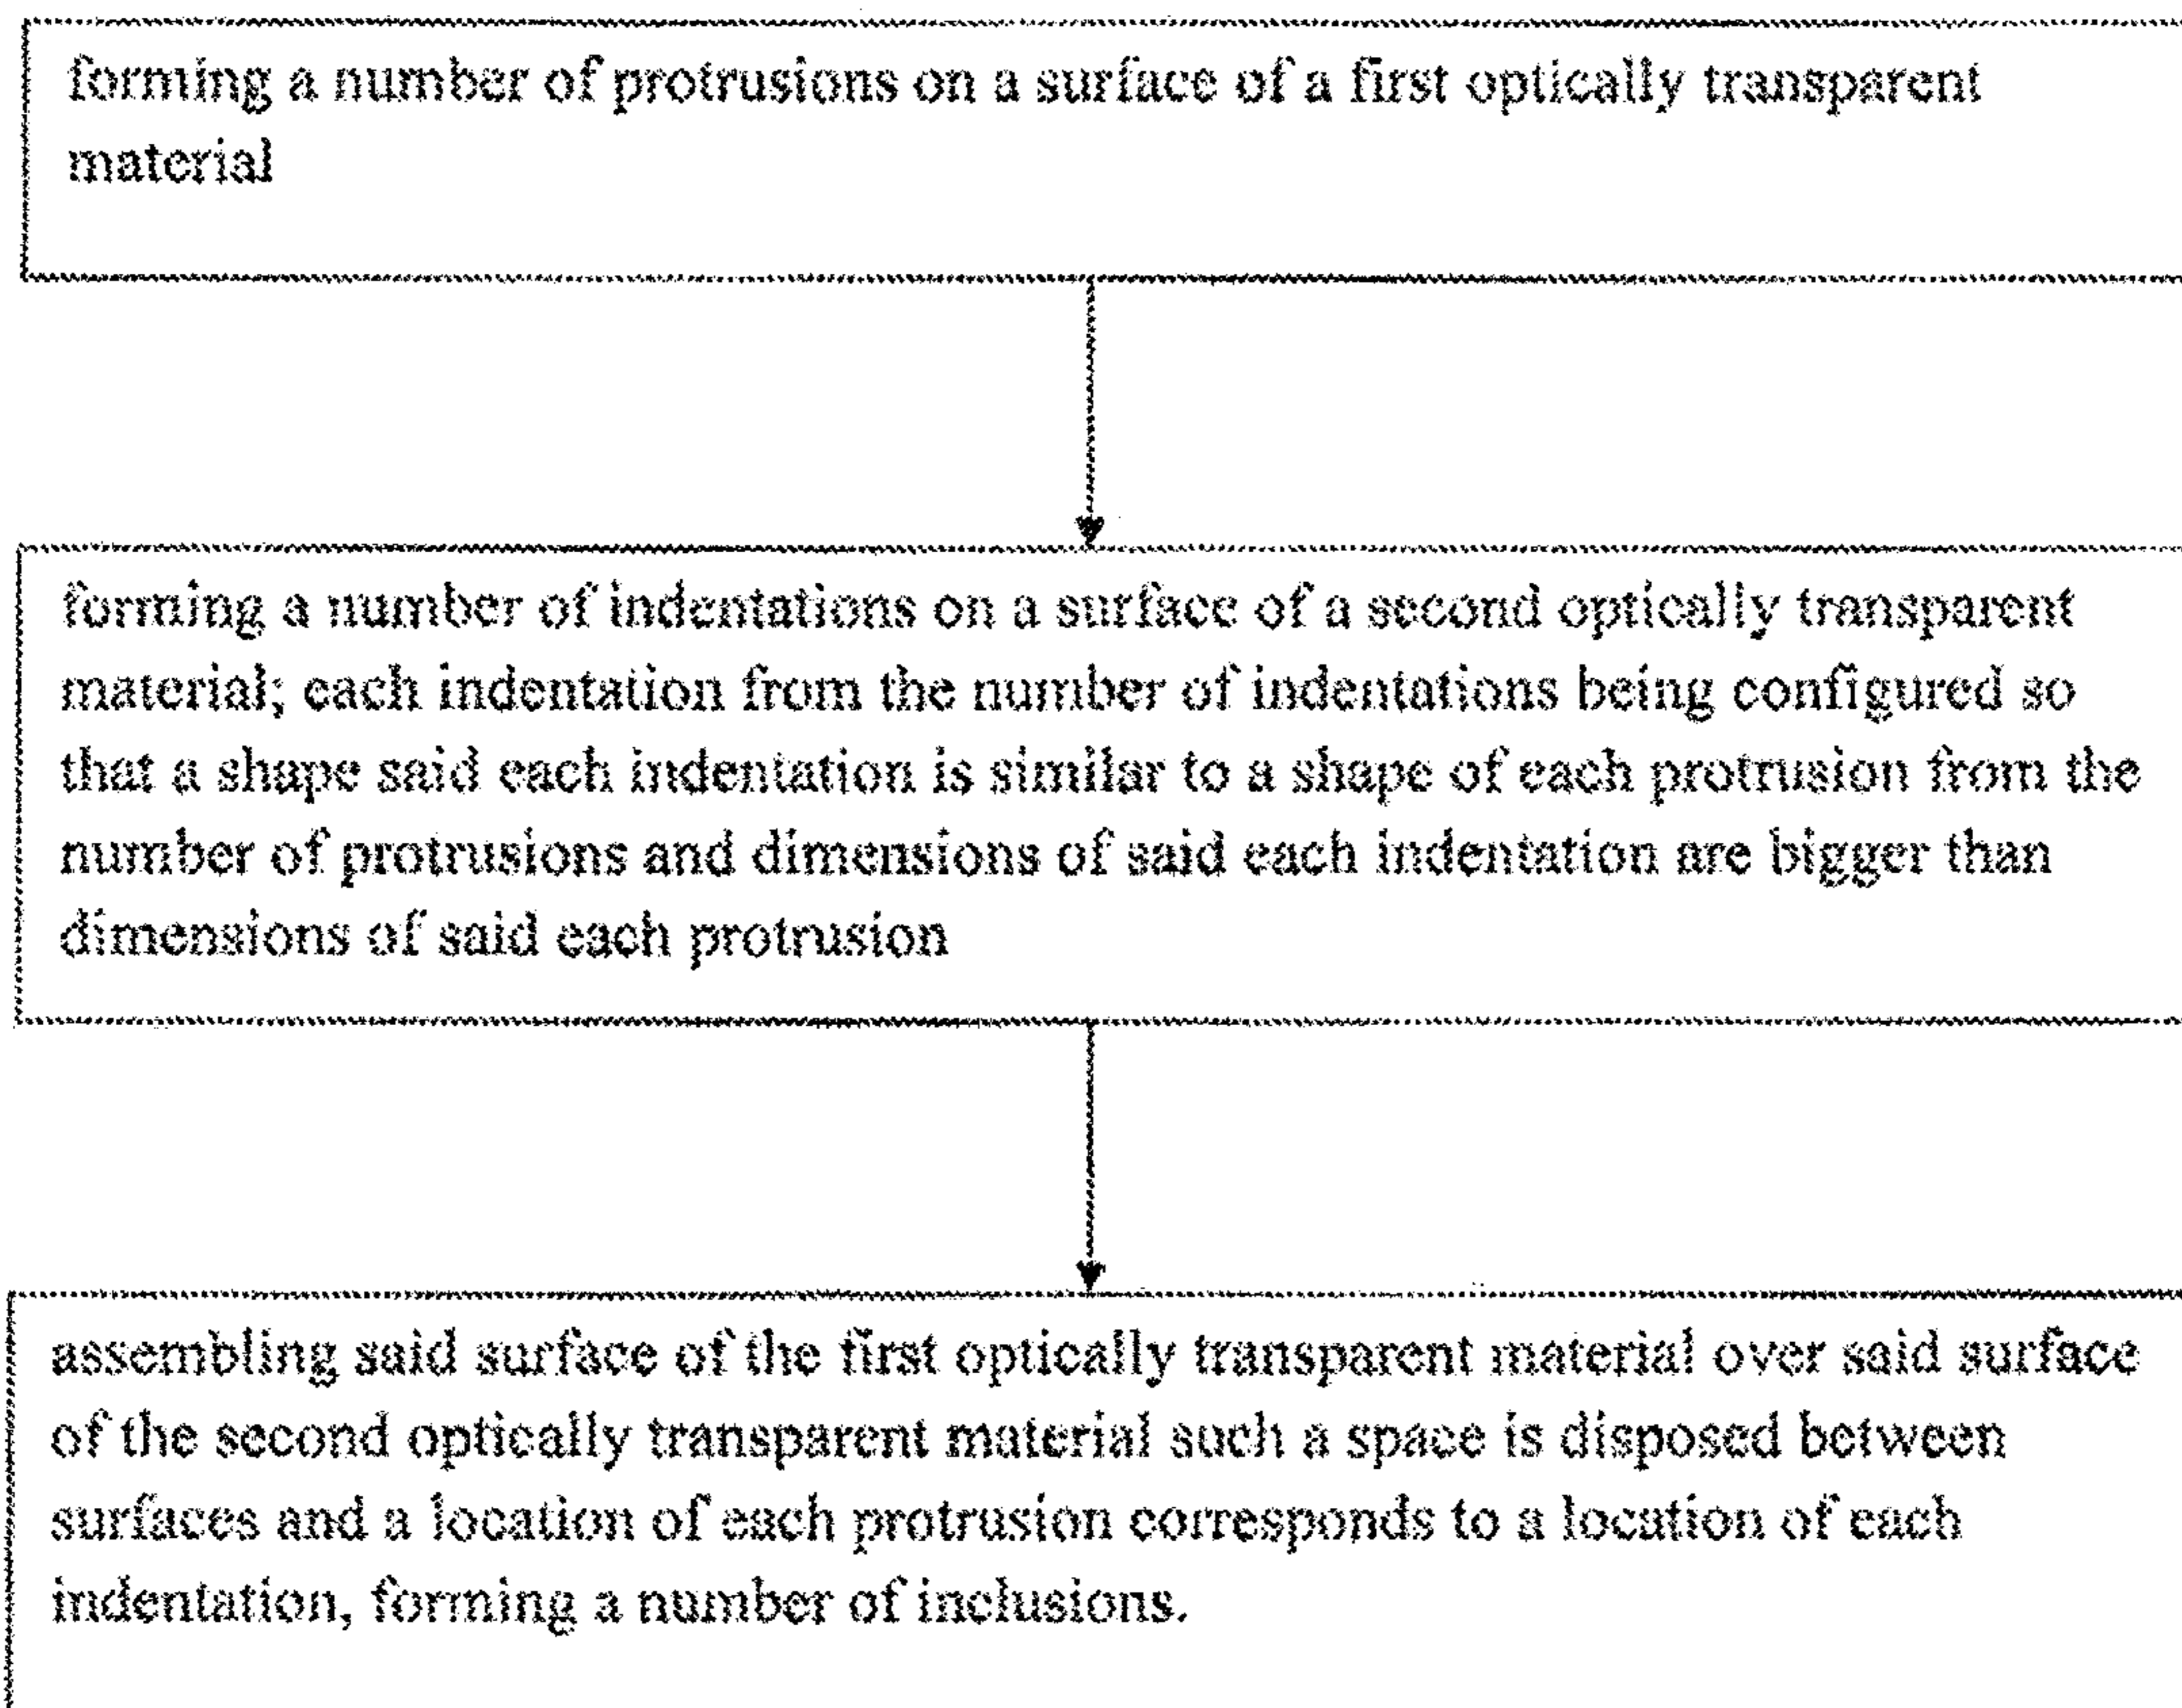 forming a number of protrusions on a surface of a first optically transparent
material
forming a number of indentations on a surface of a second optically transparent
material; each indentation from the number of indentations being configured so
that a shape said each indentation is similar to a shape of each protrusion from the
number of protrusions and dimensions of said each indentation are bigger than
dimensions of said each protrusion
assembling said surface of the first optically transparent material over said surface
of the second optically transparent material such a space is disposed between
surfaces and a location of each protrusion corresponds to a location of each
indentation, forming a number of inclusions.